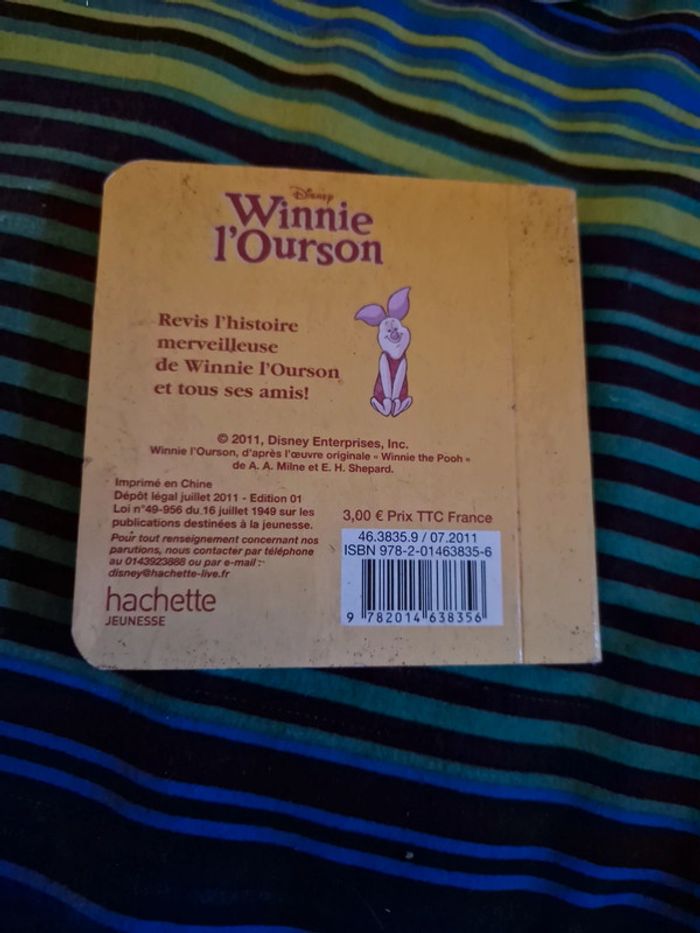 Disney
Winnie
l'Ourson
Revis l'histoire
merveilleuse
de Winnie l'Ourson
et tous ses amis!
© 2011, Disney Enterprises, Inc.
Winnie l'Ourson, d'après l'œuvre originale « Winnie the Pooh »
de A. A. Milne et E. H. Shepard.
Imprimé en Chine
Dépôt légal juillet 2011 - Edition 01
Loi n°49-956 du 16 juillet 1949 sur les
publications destinées à la jeunesse.
Pour tout renseignement concernant nos
parutions, nous contacter par téléphone
au 0143923888 ou par e-mail :
disney@hachette-live.fr
hachette
JEUNESSE
3,00 € Prix TTC France
46.3835.9 / 07.2011
ISBN 978-2-01463835-6
9 782014 638356